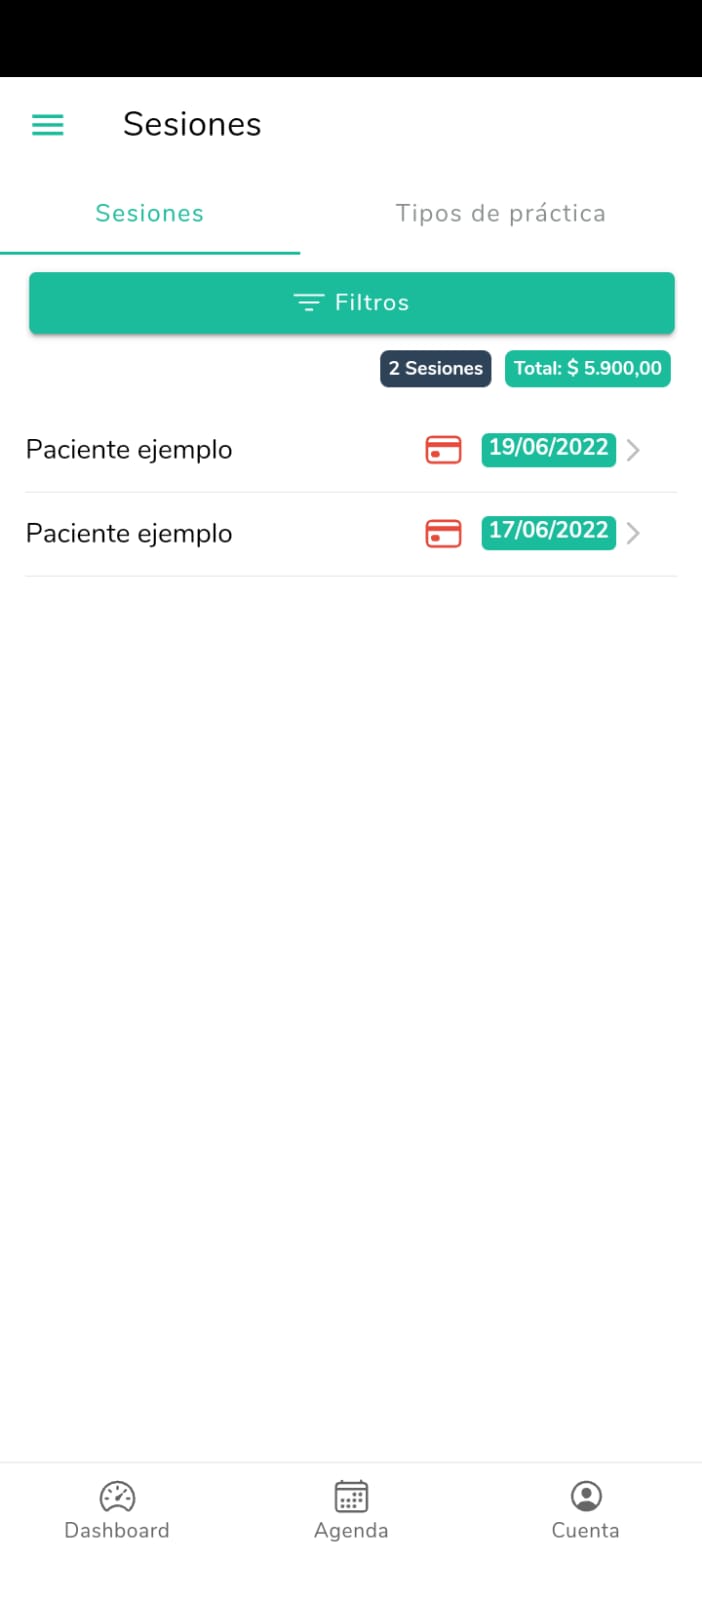 Sesiones
Sesiones Tipos de práctica
Filtros
2 Sesiones Total: $ 5.900,00
Paciente ejemplo 19/06/2022
Paciente ejemplo 17/06/2022
Dashboard Agenda Cuenta